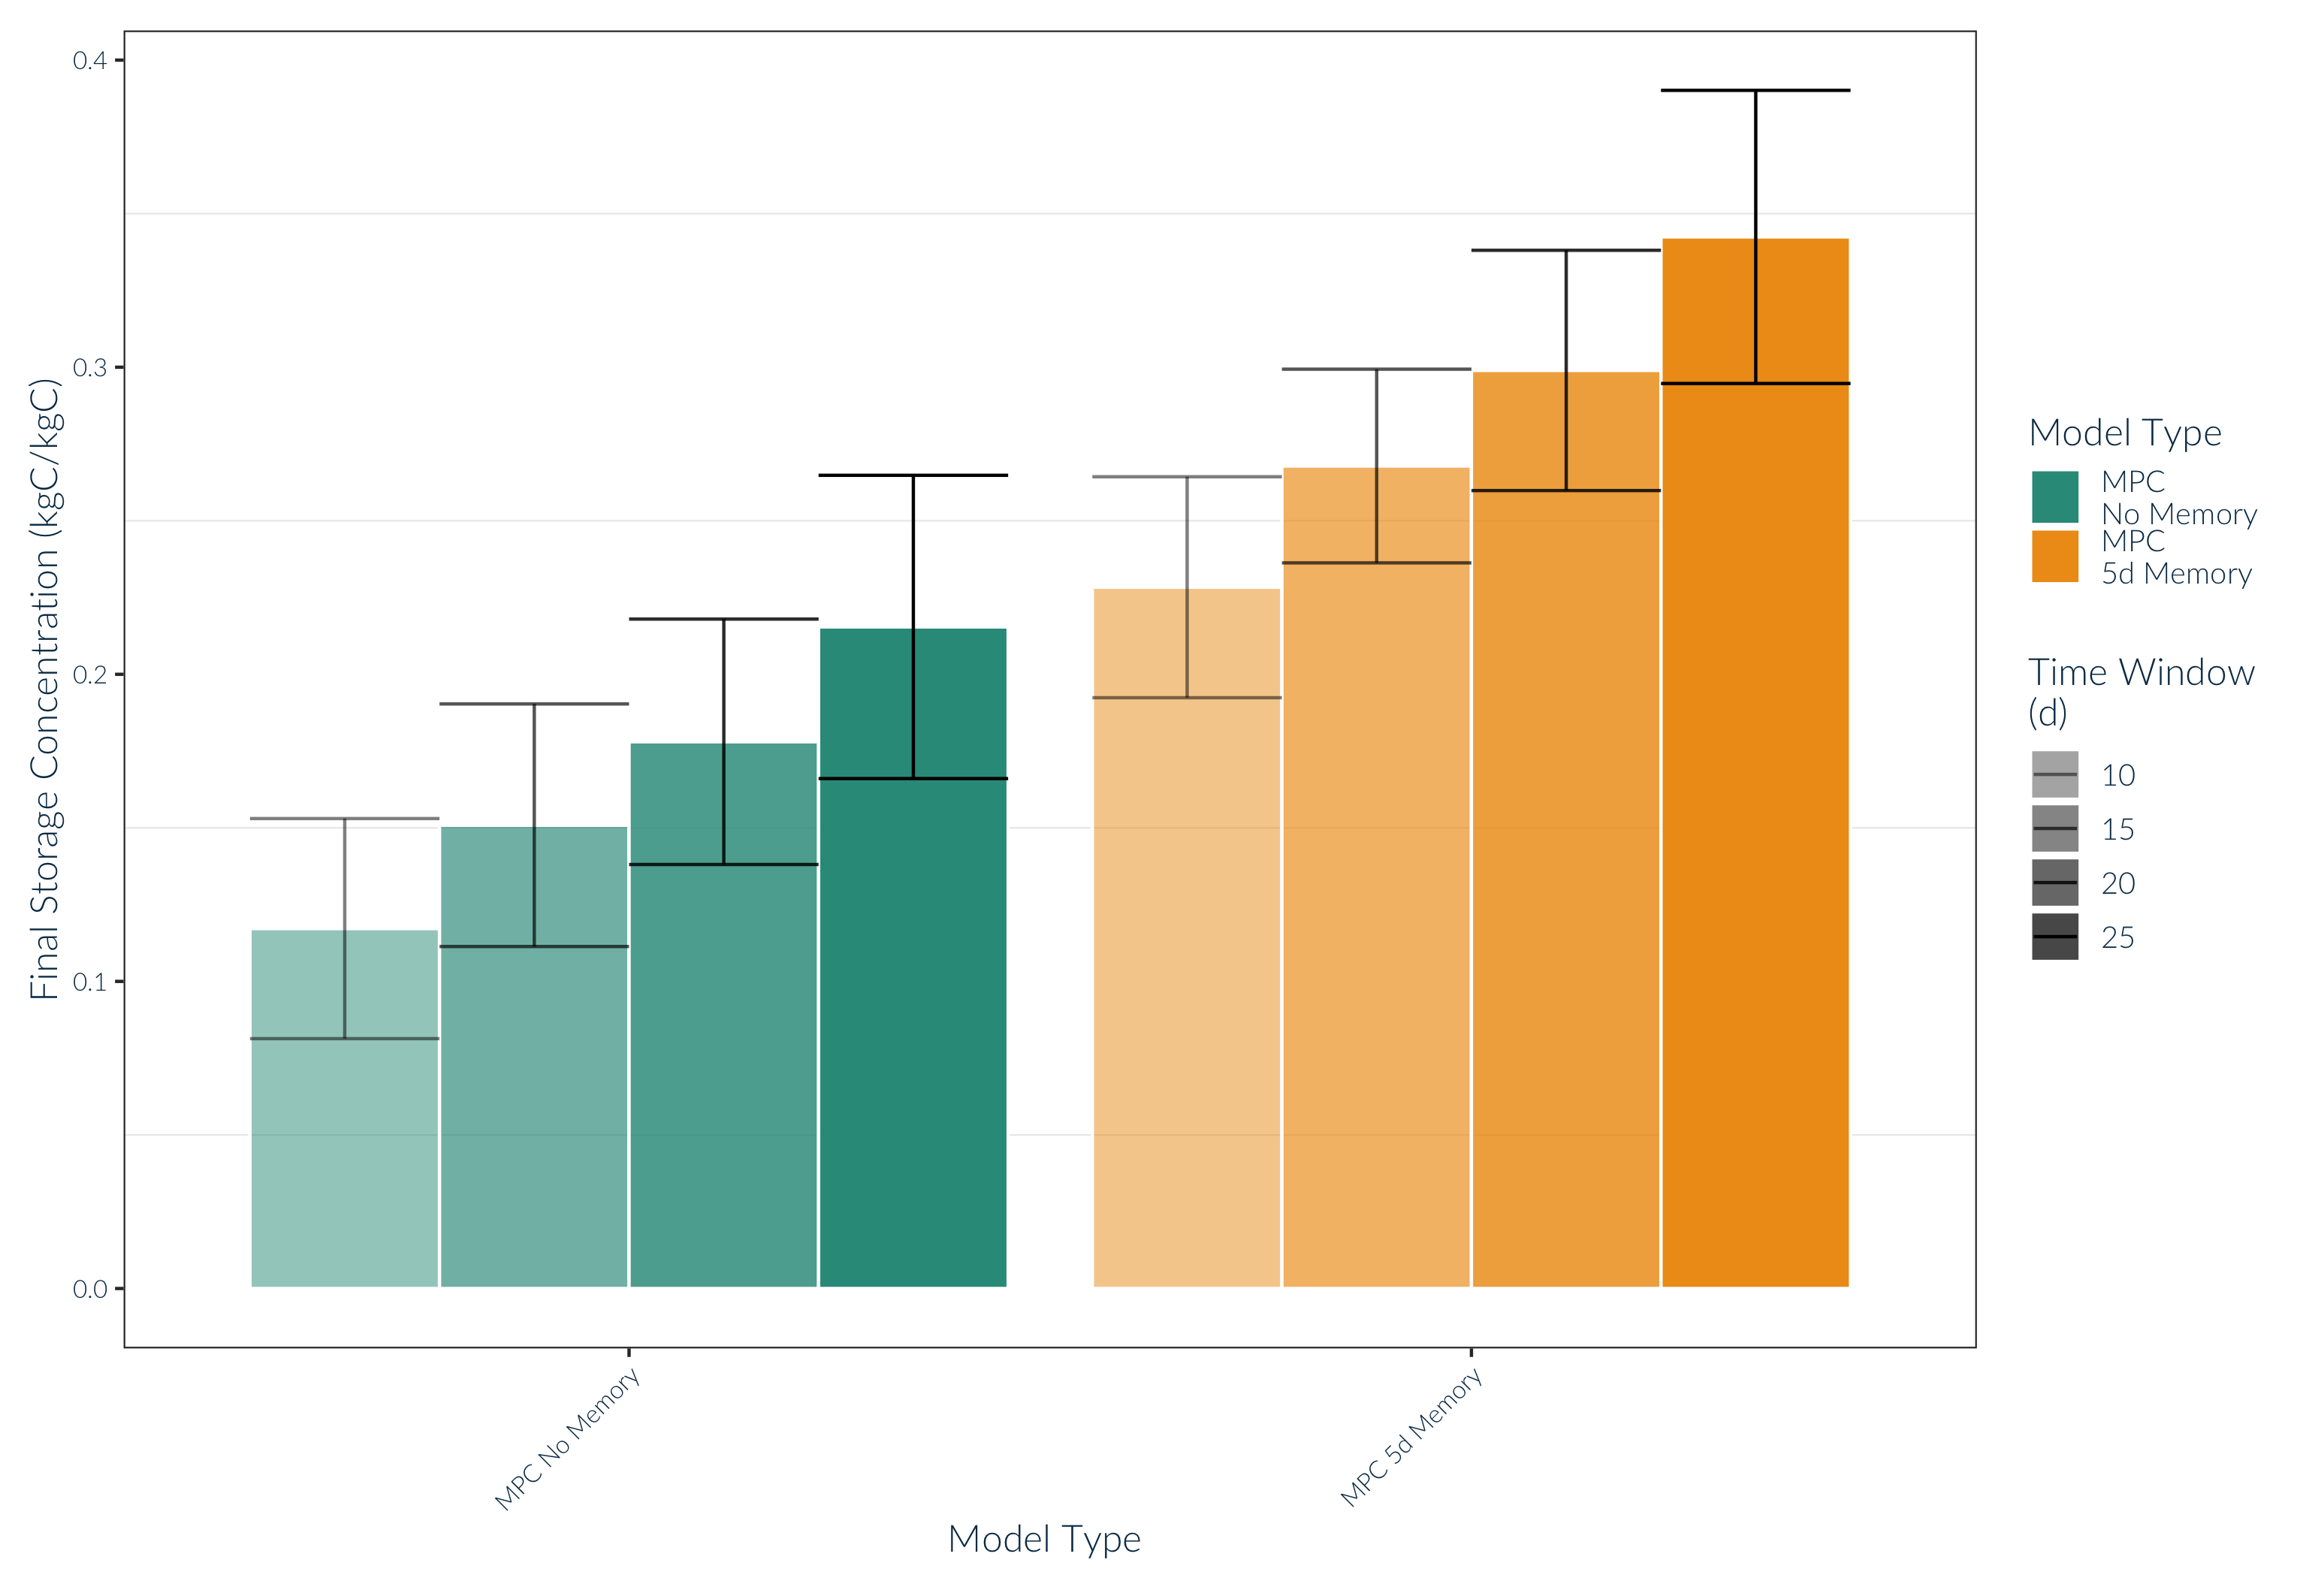 0.4
0.3
0.2
0.1
0.0
Final Storage Concentration (kgC/kgC)
MPC No Memory
MPC 5d Memory
Model Type
Model Type
MPC
No Memory
MPC
5d Memory
Time Window
(d)
10
15
20
25